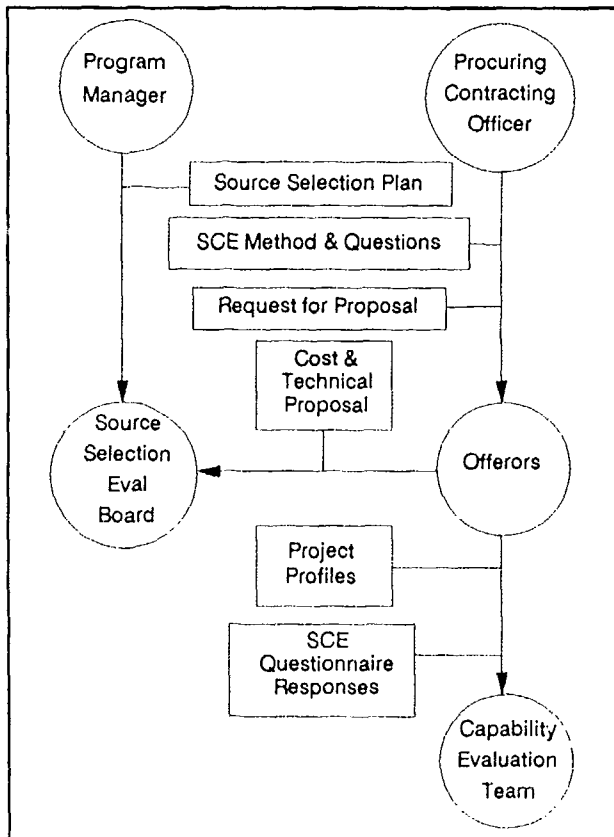 Program
Manager
Procuring
Contracting
Officer
Source Selection Plan
SCE Method & Questions
Request for Proposal
Cost &
Technical
Proposal
Source
Selection
Eval
Board
Offerors
Project
Profiles
SCE
Questionnaire
Responses
Capability
Evaluation
Team